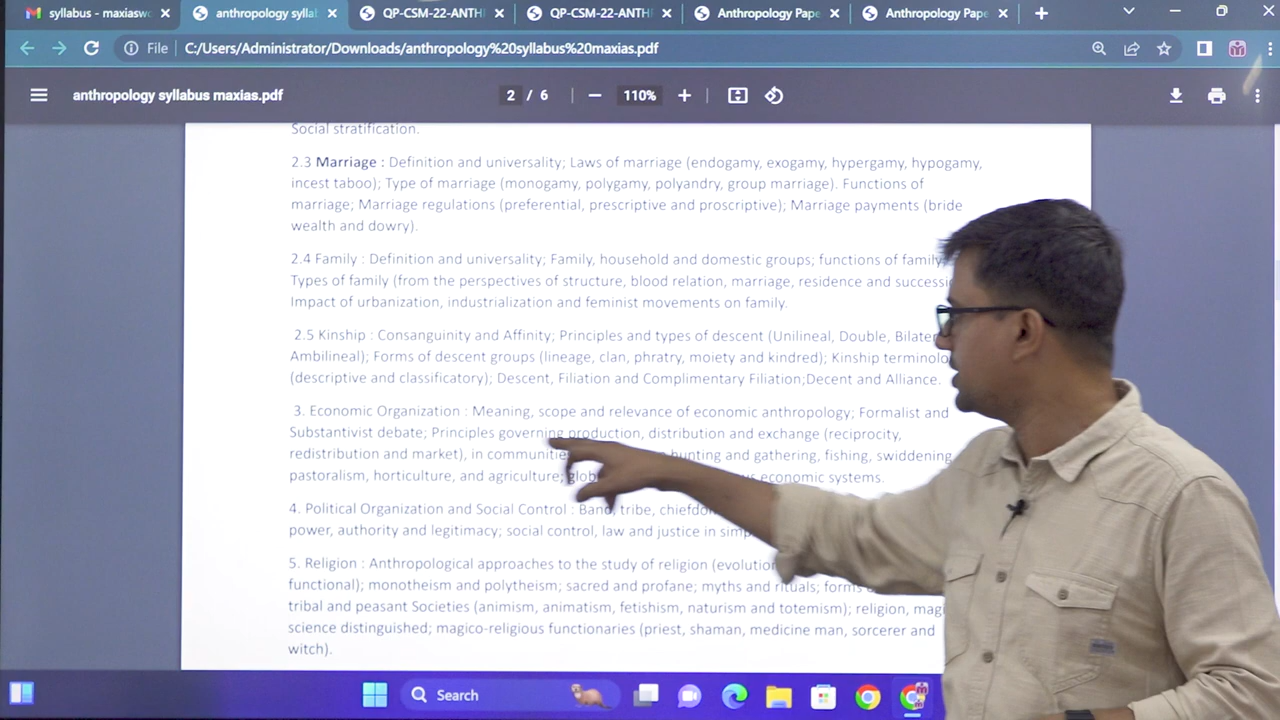 syllabus - maxiasw
anthropology syllab
QP-CSM-22-ANTH
QP-CSM-22-ANTH
Anthropology Pape
Anthropology Pape
File
C:/Users/Administrator/Downloads/anthropology%20syllabus%20maxias.pdf
anthropology syllabus maxias.pdf
2 / 6
110%
Social stratification.
2.3 Marriage : Definition and universality; Laws of marriage (endogamy, exogamy, hypergamy, hypogamy,
incest taboo); Type of marriage (monogamy, polygamy, polyandry, group marriage). Functions of
marriage; Marriage regulations (preferential, prescriptive and proscriptive); Marriage payments (bride
wealth and dowry).
2.4 Family : Definition and universality; Family, household and domestic groups; functions of family
Types of family (from the perspectives of structure, blood relation, marriage, residence and successi
Impact of urbanization, industrialization and feminist movements on family.
2.5 Kinship : Consanguinity and Affinity; Principles and types of descent (Unilineal, Double, Bilater
Ambilineal); Forms of descent groups (lineage, clan, phratry, moiety and kindred); Kinship terminolo
(descriptive and classificatory); Descent, Filiation and Complimentary Filiation;Decent and Alliance.
3. Economic Organization : Meaning, scope and relevance of economic anthropology; Formalist and
Substantivist debate; Principles governing production, distribution and exchange (reciprocity,
redistribution and market), in communitie hunting and gathering, fishing, swiddening
pastoralism, horticulture, and agriculture; glob economic systems.
4. Political Organization and Social Control : Band, tribe, chiefdo
power, authority and legitimacy; social control, law and justice in simp
5. Religion : Anthropological approaches to the study of religion (evolution
functional); monotheism and polytheism; sacred and profane; myths and rituals; forms
tribal and peasant Societies (animism, animatism, fetishism, naturism and totemism); religion, magi
science distinguished; magico-religious functionaries (priest, shaman, medicine man, sorcerer and
witch).
Search